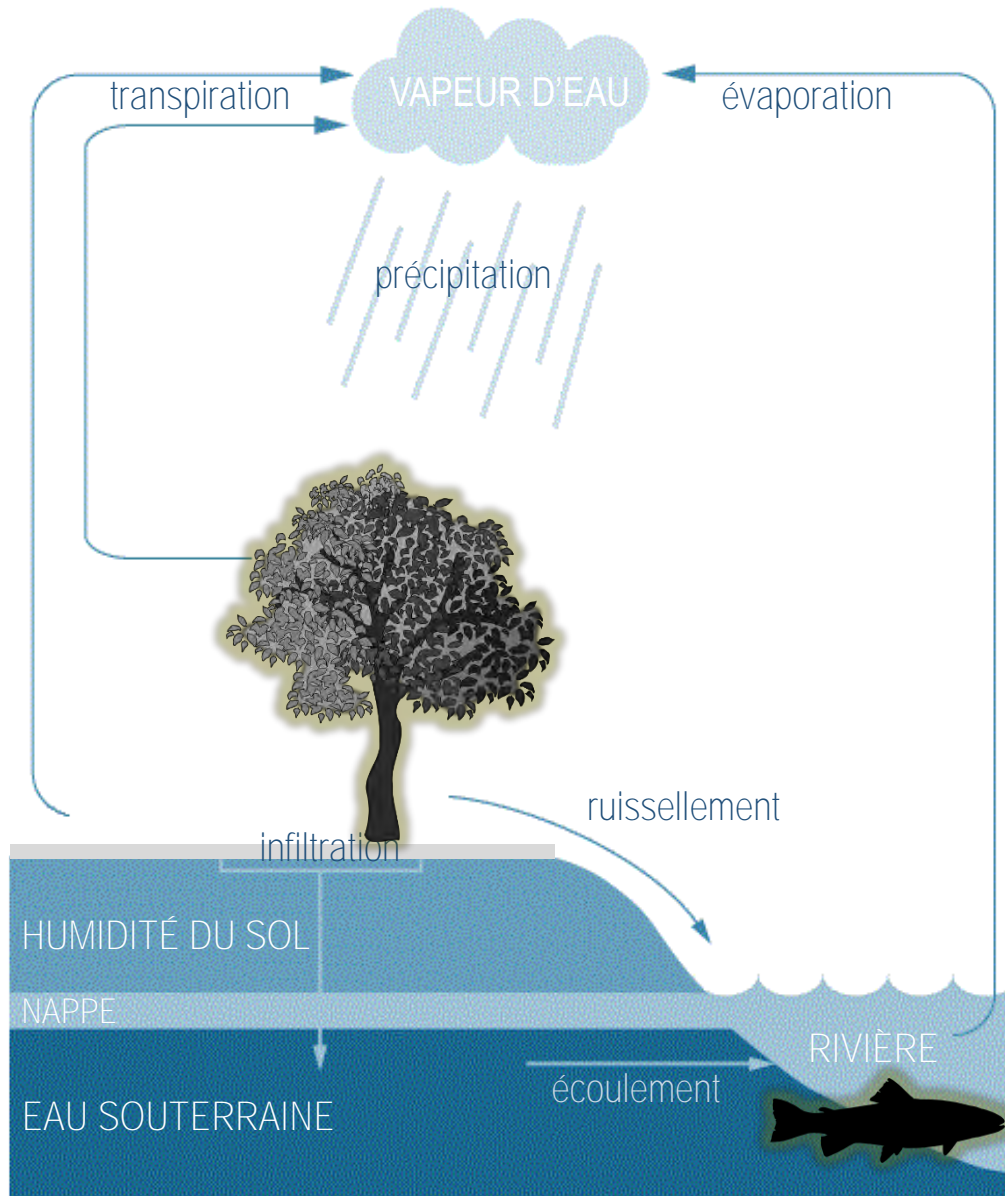 VAPEUR D'EAU
transpiration
évaporation
précipitation
ruissellement
infiltration
HUMIDITÉ DU SOL
NAPPE
RIVIÈRE
écoulement
EAU SOUTERRAINE